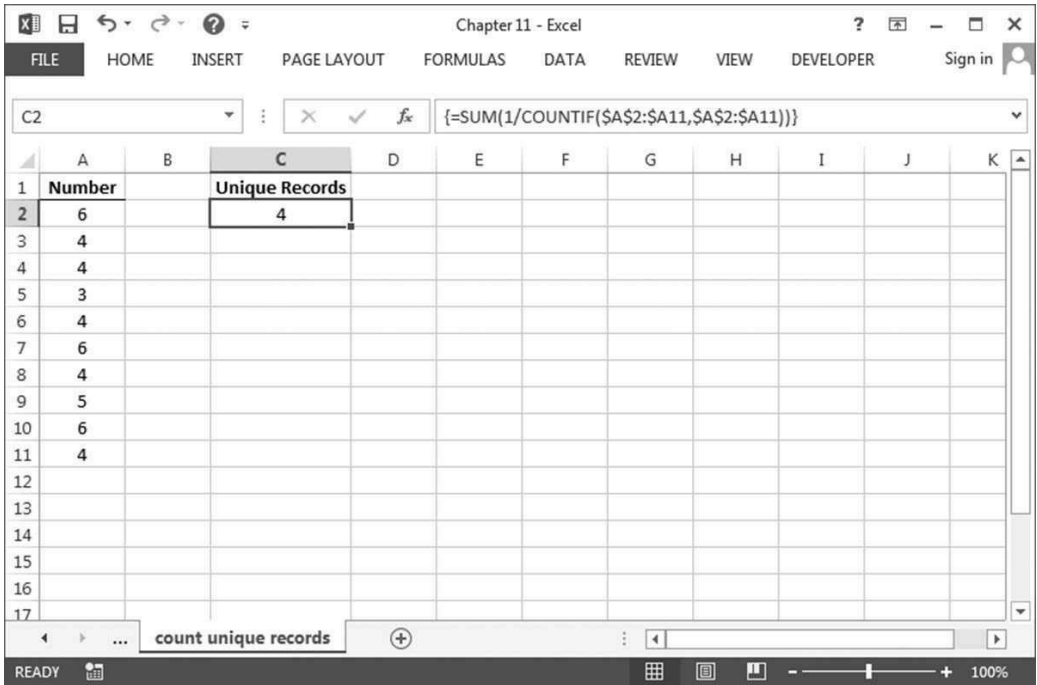 Chapter 11 - Excel
?
FILE HOME INSERT PAGE LAYOUT FORMULAS DATA REVIEW VIEW DEVELOPER Sign in
C2 fx {=SUM(1/COUNTIF($A$2:$A11,$A$2:$A11))}
A B C D E F G H I J K
1 Number Unique Records
2 6 4
3 4
4 4
5 3
6 4
7 6
8 4
9 5
10 6
11 4
12
13
14
15
16
17
... count unique records
READY 100%